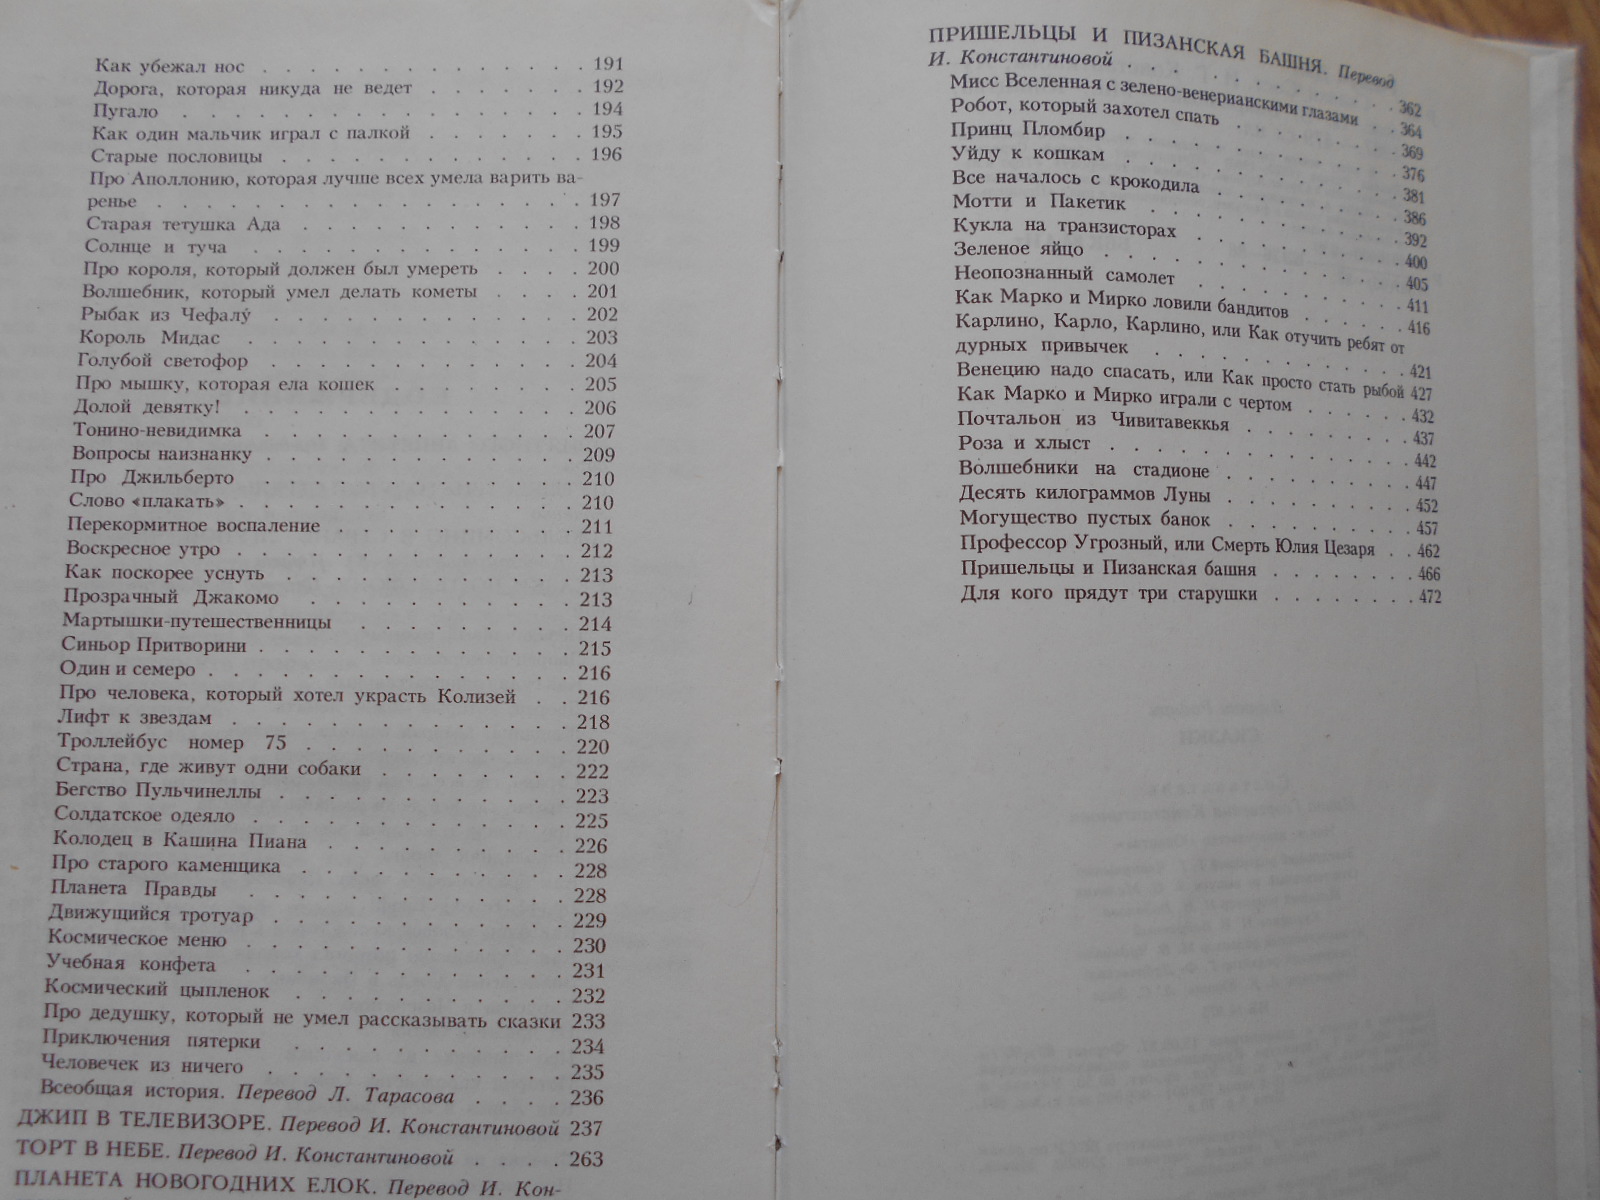 Как убежал нос . . . . . . . . . . . . . 191
Дорога, которая никуда не ведет . . . . . . . 192
Пугало . . . . . . . . . . . . . . . . 194
Как один мальчик играл с палкой . . . . . . 195
Старые пословицы . . . . . . . . . . . . 196
Про Аполлонию, которая лучше всех умела варить ва-
ренье . . . . . . . . . . . . . . . . 197
Старая тетушка Ада . . . . . . . . . . . 198
Солнце и туча . . . . . . . . . . . . . 199
Про короля, который должен был умереть . . . . 200
Волшебник, который умел делать кометы . . . . 201
Рыбак из Чефалу́ . . . . . . . . . . . . 202
Король Мидас . . . . . . . . . . . . . 203
Голубой светофор . . . . . . . . . . . . 204
Про мышку, которая ела кошек . . . . . . . 205
Долой девятку! . . . . . . . . . . . . . 206
Тонино-невидимка . . . . . . . . . . . . 207
Вопросы наизнанку . . . . . . . . . . . . 209
Про Джильберто . . . . . . . . . . . . . 210
Слово «плакать» . . . . . . . . . . . . . 210
Перекормитное воспаление . . . . . . . . . 211
Воскресное утро . . . . . . . . . . . . . 212
Как поскорее уснуть . . . . . . . . . . . 213
Прозрачный Джакомо . . . . . . . . . . . 213
Мартышки-путешественницы . . . . . . . . . 214
Синьор Притворини . . . . . . . . . . . . 215
Один и семеро . . . . . . . . . . . . . . 216
Про человека, который хотел украсть Колизей . . 216
Лифт к звездам . . . . . . . . . . . . . 218
Троллейбус номер 75 . . . . . . . . . . . 220
Страна, где живут одни собаки . . . . . . . . 222
Бегство Пульчинеллы . . . . . . . . . . . 223
Солдатское одеяло . . . . . . . . . . . . 225
Колодец в Кашина Пиана . . . . . . . . . . 226
Про старого каменщика . . . . . . . . . . . 228
Планета Правды . . . . . . . . . . . . . 228
Движущийся тротуар . . . . . . . . . . . . 229
Космическое меню . . . . . . . . . . . . . 230
Учебная конфета . . . . . . . . . . . . . 231
Космический цыпленок . . . . . . . . . . . 232
Про дедушку, который не умел рассказывать сказки 233
Приключения пятерки . . . . . . . . . . . 234
Человечек из ничего . . . . . . . . . . . . 235
Всеобщая история. Перевод Л. Тарасова . . . . 236
ДЖИП В ТЕЛЕВИЗОРЕ. Перевод И. Константиновой 237
ТОРТ В НЕБЕ. Перевод И. Константиновой . . . . 263
ПЛАНЕТА НОВОГОДНИХ ЕЛОК. Перевод И. Кон-
ПРИШЕЛЬЦЫ И ПИЗАНСКАЯ БАШНЯ. Перевод
И. Константиновой . . . . . . . . . . . . 362
Мисс Вселенная с зелено-венерианскими глазами . . 364
Робот, который захотел спать . . . . . . . . 369
Принц Пломбир . . . . . . . . . . . . . 376
Уйду к кошкам . . . . . . . . . . . . . 381
Все началось с крокодила . . . . . . . . . 386
Мотти и Пакетик . . . . . . . . . . . . 392
Кукла на транзисторах . . . . . . . . . . 400
Зеленое яйцо . . . . . . . . . . . . . . 405
Неопознанный самолет . . . . . . . . . . 411
Как Марко и Мирко ловили бандитов . . . . . 416
Карлино, Карло, Карлино, или Как отучить ребят от
дурных привычек . . . . . . . . . . . . 421
Венецию надо спасать, или Как просто стать рыбой 427
Как Марко и Мирко играли с чертом . . . . . . 432
Почтальон из Чивитавеккья . . . . . . . . 437
Роза и хлыст . . . . . . . . . . . . . . 442
Волшебники на стадионе . . . . . . . . . 447
Десять килограммов Луны . . . . . . . . . 452
Могущество пустых банок . . . . . . . . . 457
Профессор Угрозный, или Смерть Юлия Цезаря . . 462
Пришельцы и Пизанская башня . . . . . . . 466
Для кого прядут три старушки . . . . . . . . 472